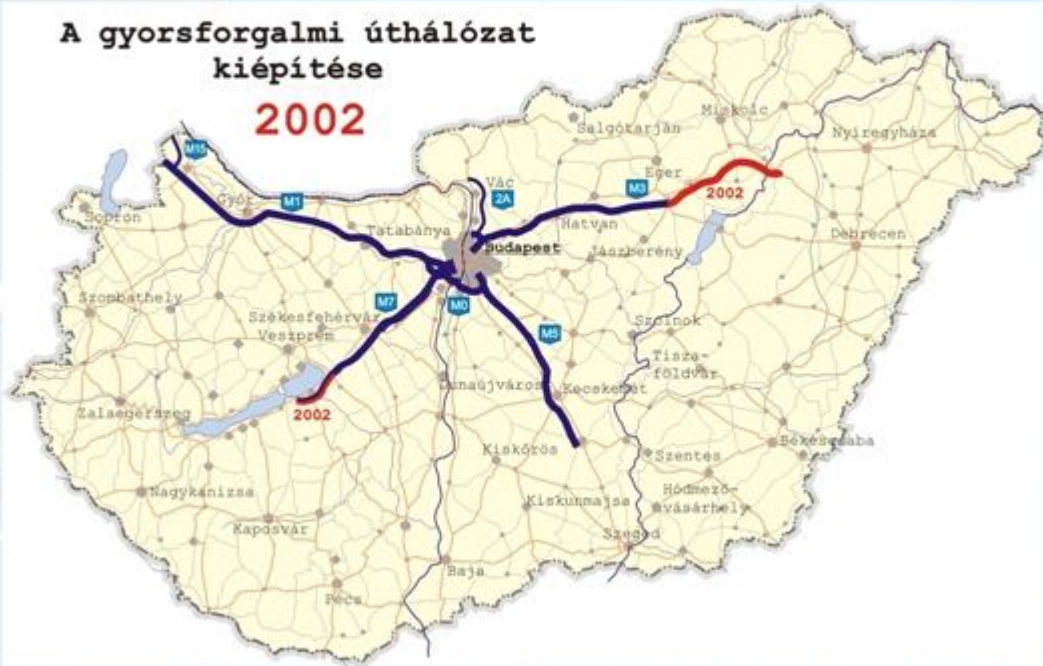 A gyorsforgalmi úthálózat
kiépítése
2002
M15
M1
Győr
Sopron
Tatabánya
Vác
2A
Salgótarján
Miskolc
Nyíregyháza
Eger
M3
2002
Hatvan
Budapest
Jászberény
Debrecen
Szombathely
M7
M0
Székesfehérvár
Veszprém
M5
Szolnok
Tisza-
földvár
Dunaújváros
Kecskemét
Zalaegerszeg
2002
Kiskőrös
Békéscsaba
Szentes
Nagykanizsa
Kiskunmajsa
Hódmező-
vásárhely
Kaposvár
Szeged
Baja
Pécs